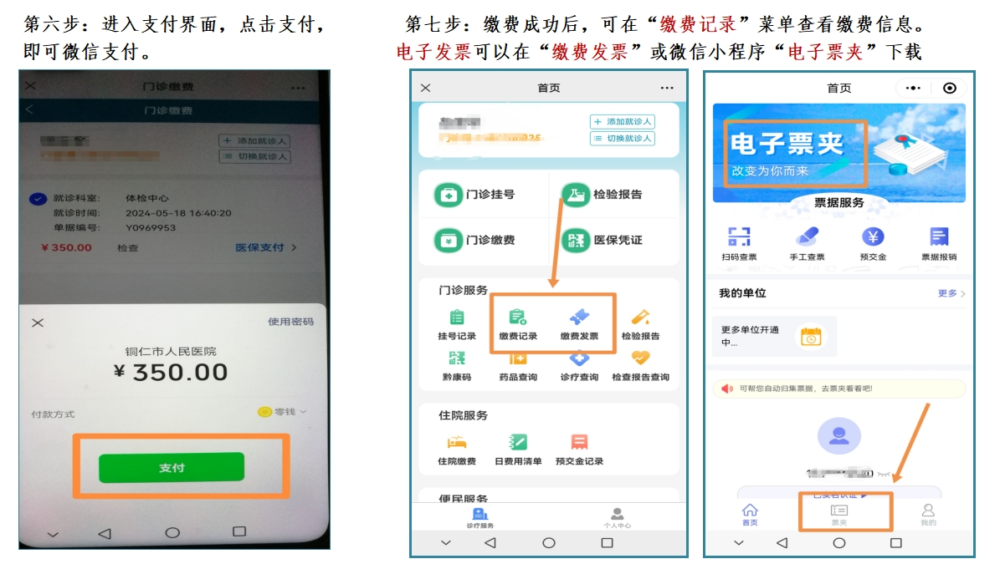 第六步：进入支付界面，点击支付，
即可微信支付。
门诊缴费
门诊缴费
+ 添加就诊人
切换就诊人
就诊科室： 体检中心
就诊时间： 2024-05-18 16:40:20
单据编号： Y0969953
￥350.00 检查 医保支付 >
使用密码
铜仁市人民医院
￥350.00
付款方式 零钱
支付
第七步：缴费成功后，可在“缴费记录”菜单查看缴费信息。
电子发票可以在“缴费发票”或微信小程序“电子票夹”下载
首页
+ 添加就诊人
切换就诊人
门诊挂号 检验报告
门诊缴费 医保凭证
门诊服务
挂号记录 缴费记录 缴费发票 检验报告
黔康码 药品查询 诊疗查询 检查报告查询
住院服务
住院缴费 日费用清单 预交金记录
便民服务
诊疗服务 个人中心
首页
电子票夹
改变为你而来
票据服务
扫码查票 手工查票 预交金 票据报销
我的单位 更多 >
更多单位开通
中...
可帮您自动归集票据，去票夹看看吧!
已实名认证
首页 票夹 我的